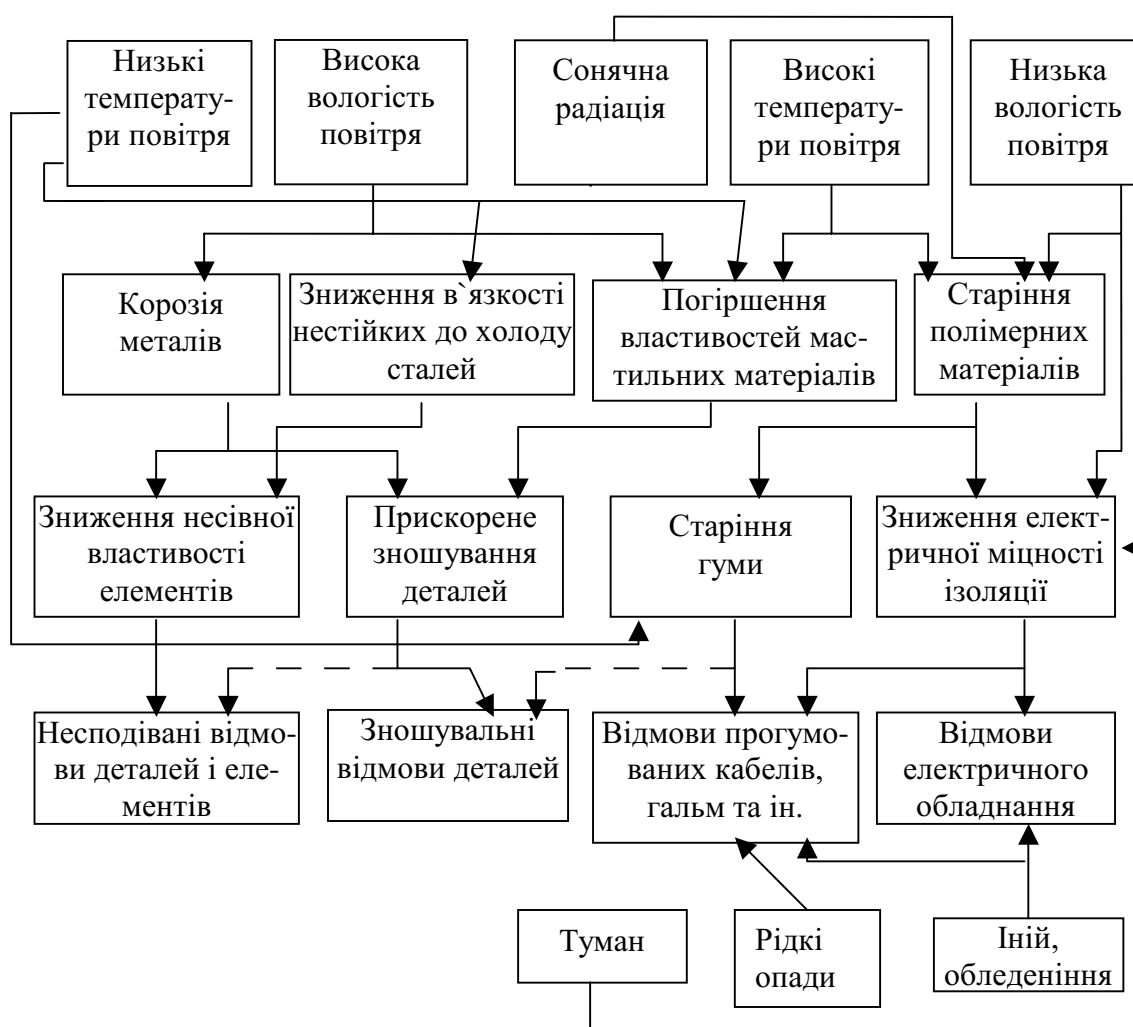 Низькі
температу-
ри повітря
Висока
вологість
повітря
Сонячна
радіація
Високі
температу-
ри повітря
Низька
вологість
повітря
Корозія
металів
Зниження в`язкості
нестійких до холоду
сталей
Погіршення
властивостей мас-
тильних матеріалів
Старіння
полімерних
матеріалів
Зниження несівної
властивості
елементів
Прискорене
зношування
деталей
Старіння
гуми
Зниження елект-
ричної міцності
ізоляції
Несподівані відмо-
ви деталей і еле-
ментів
Зношувальні
відмови деталей
Відмови прогумо-
ваних кабелів,
гальм та ін.
Відмови
електричного
обладнання
Туман
Рідкі
опади
Іній,
обледеніння